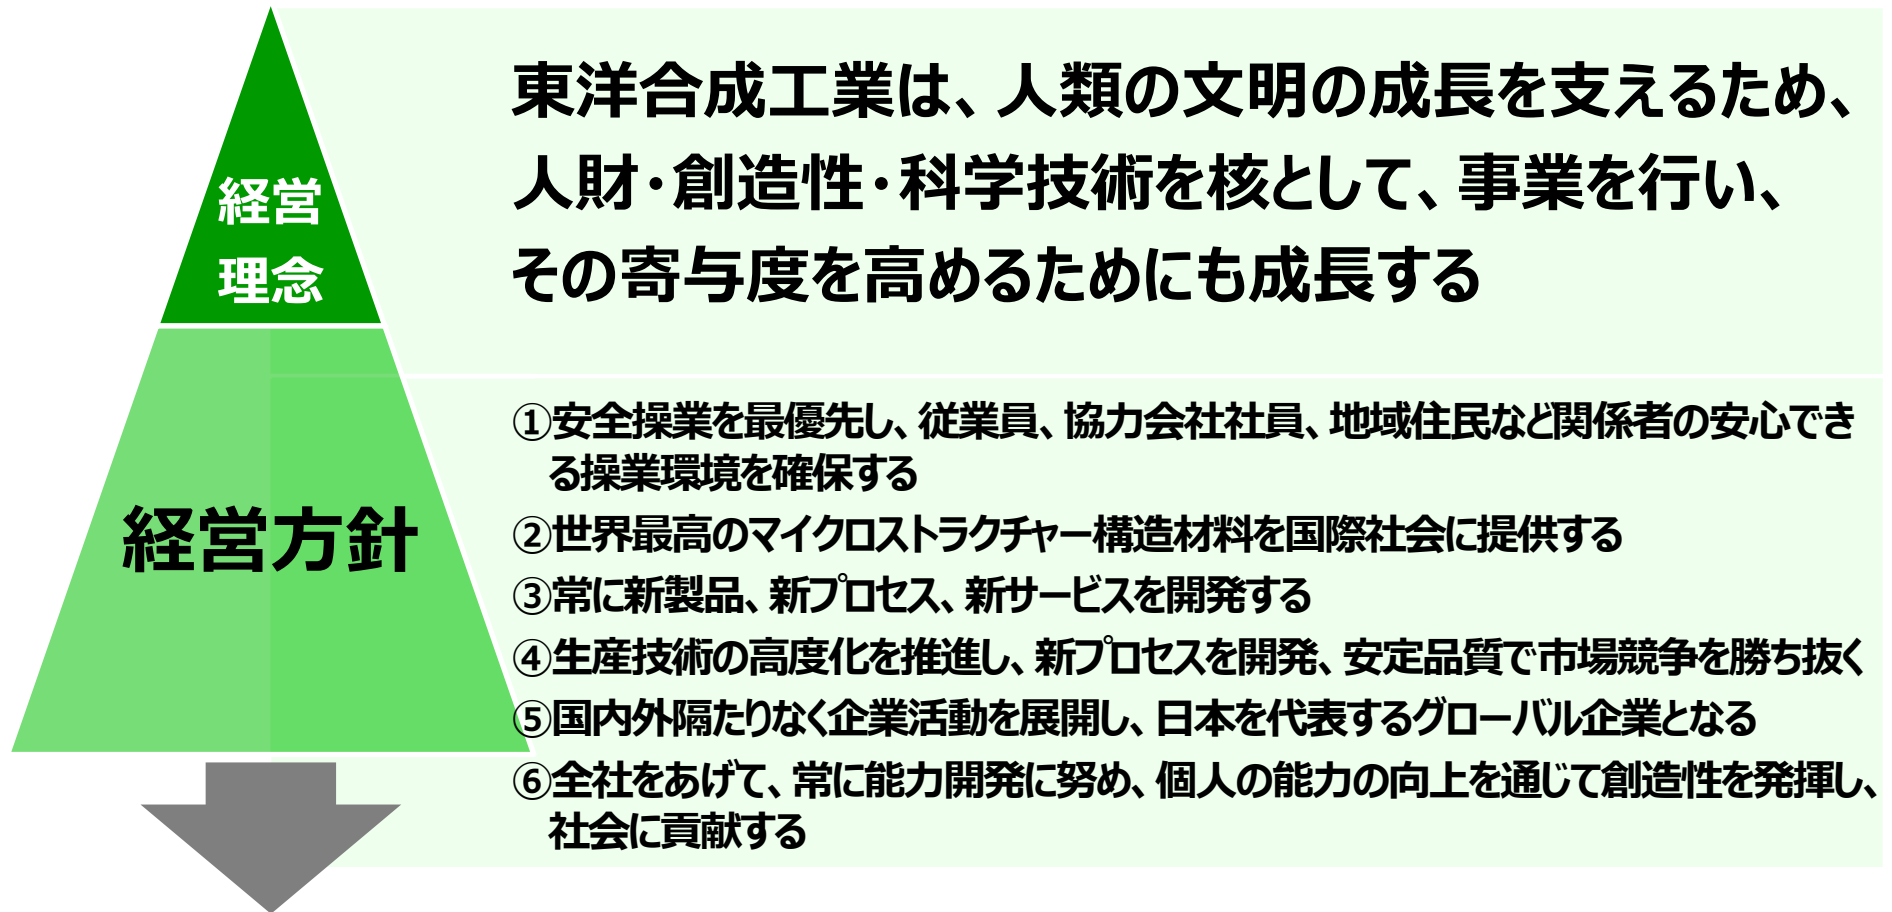 経営
理念
東洋合成工業は、人類の文明の成長を支えるため、
人財・創造性・科学技術を核として、事業を行い、
その寄与度を高めるためにも成長する
経営方針
①安全操業を最優先し、従業員、協力会社社員、地域住民など関係者の安心でき
る操業環境を確保する
②世界最高のマイクロストラクチャー構造材料を国際社会に提供する
③常に新製品、新プロセス、新サービスを開発する
④生産技術の高度化を推進し、新プロセスを開発、安定品質で市場競争を勝ち抜く
⑤国内外隔たりなく企業活動を展開し、日本を代表するグローバル企業となる
⑥全社をあげて、常に能力開発に努め、個人の能力の向上を通じて創造性を発揮し、
社会に貢献する